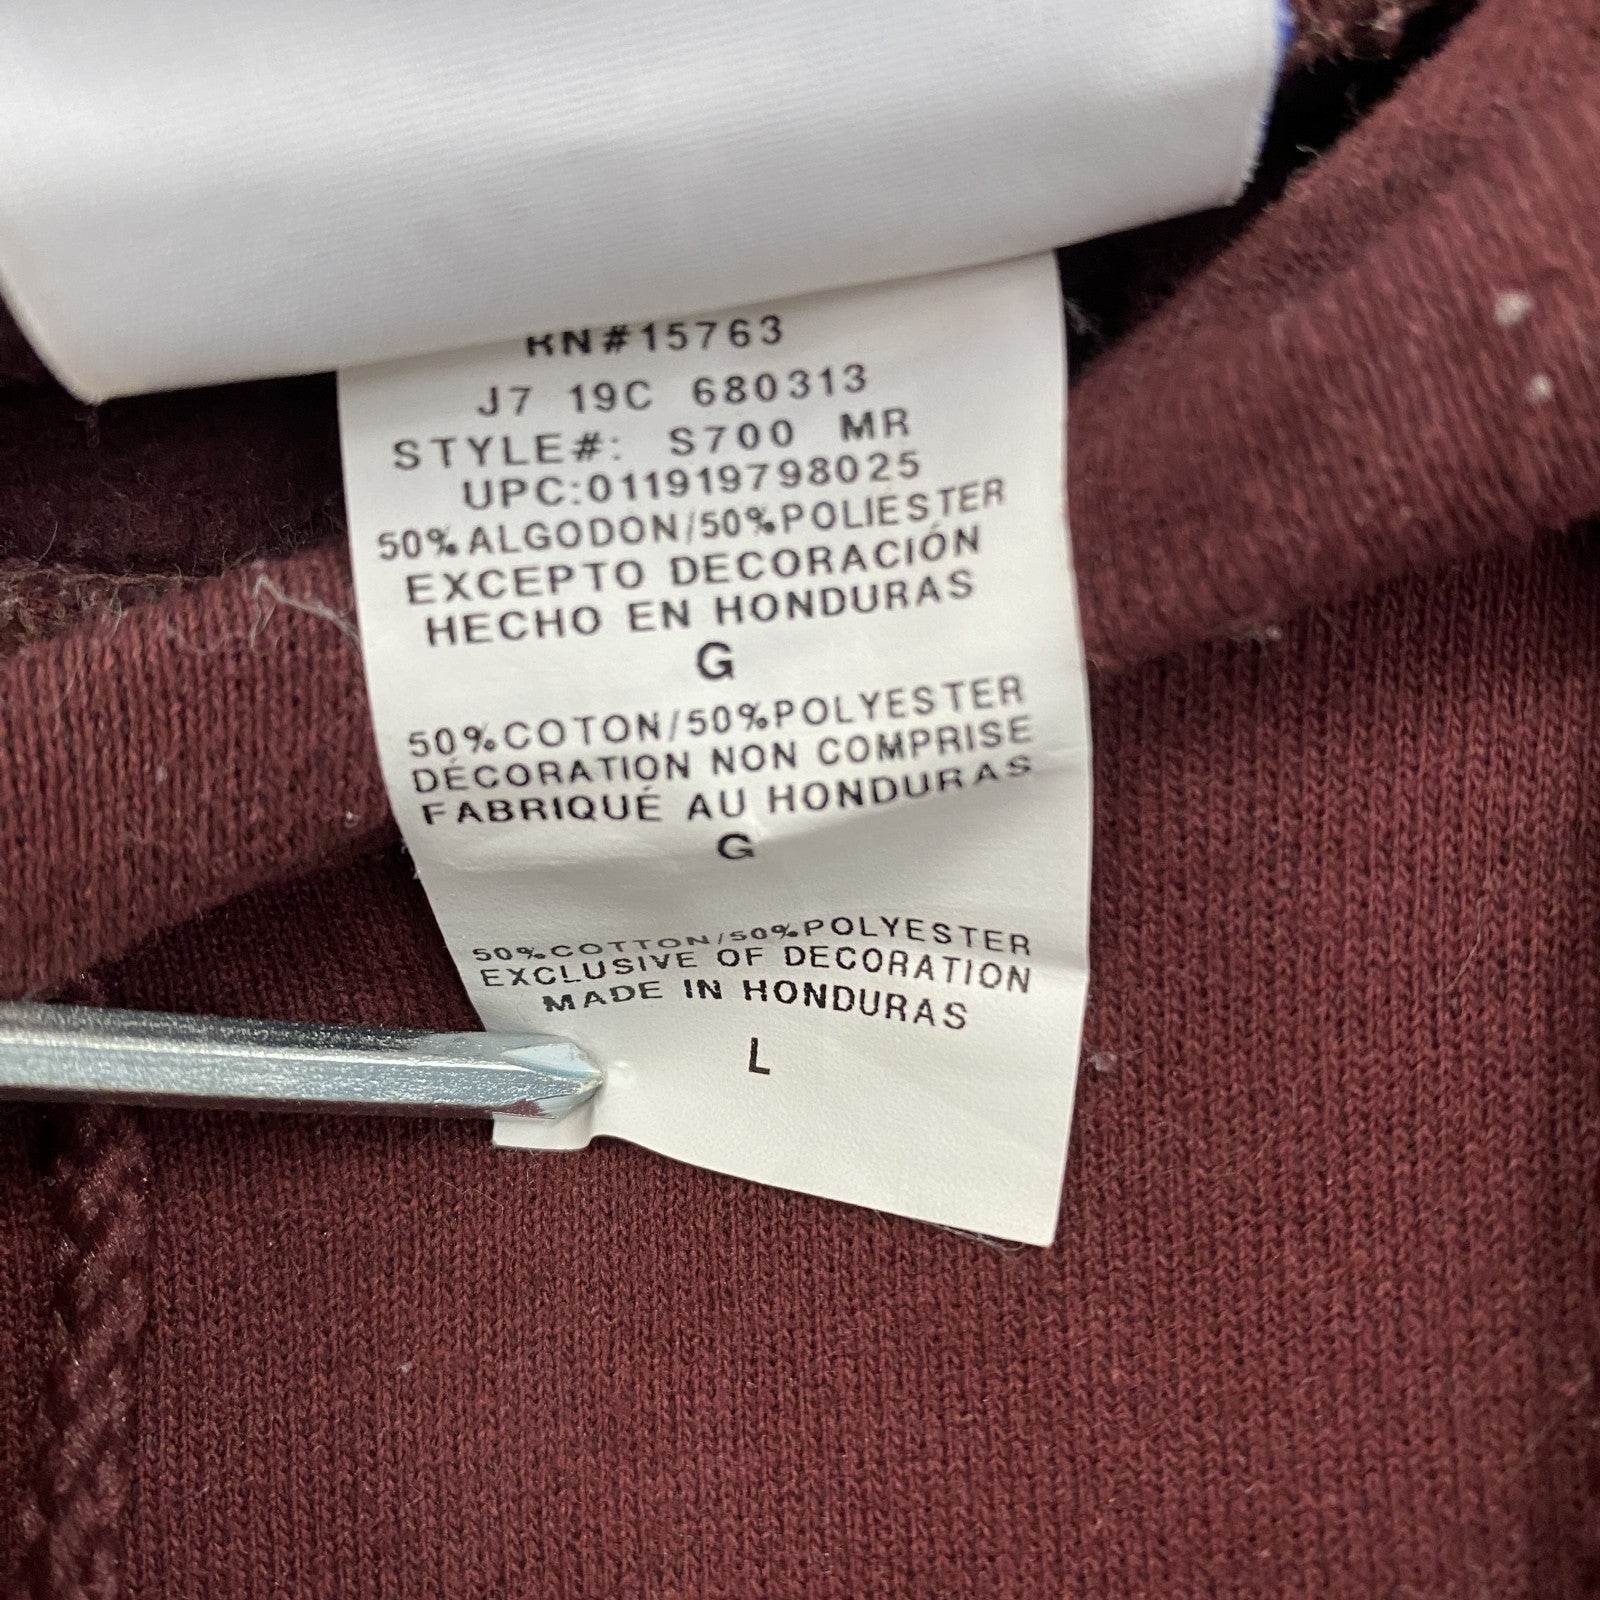 RN#15763
J7 19C 680313
STYLE#: S700 MR
UPC:011919798025
50%ALGODON/50%POLIESTER
EXCEPTO DECORACIÓN
HECHO EN HONDURAS
G
50%COTON/50%POLYESTER
DÉCORATION NON COMPRISE
FABRIQUÉ AU HONDURAS
G
50%COTTON/50%POLYESTER
EXCLUSIVE OF DECORATION
MADE IN HONDURAS
L